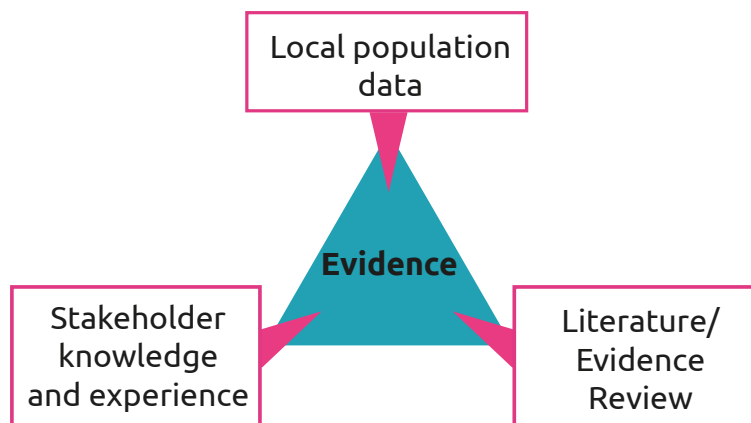 Local population
data
Evidence
Stakeholder
knowledge
and experience
Literature/
Evidence
Review